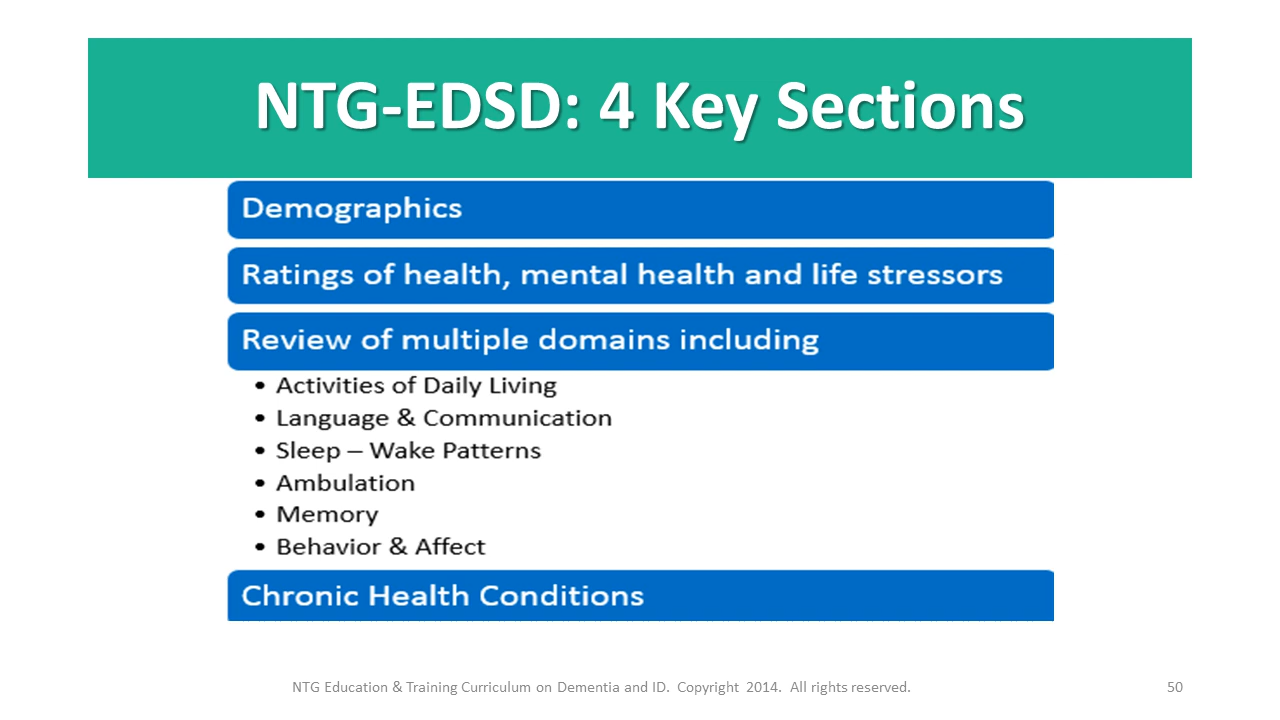 NTG-EDSD: 4 Key Sections
Demographics
Ratings of health, mental health and life stressors
Review of multiple domains including
• Activities of Daily Living
• Language & Communication
• Sleep – Wake Patterns
• Ambulation
• Memory
• Behavior & Affect
Chronic Health Conditions
NTG Education & Training Curriculum on Dementia and ID. Copyright 2014. All rights reserved.
50